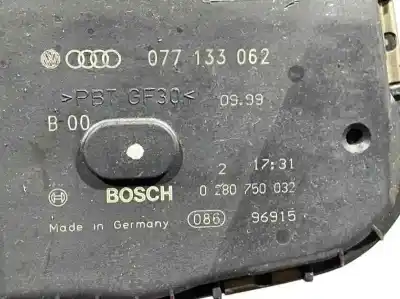 077 133 062
>PBT GF30< 09.99
B 00
2 17:31
BOSCH 0 280 750 032
Made in Germany 086 96915